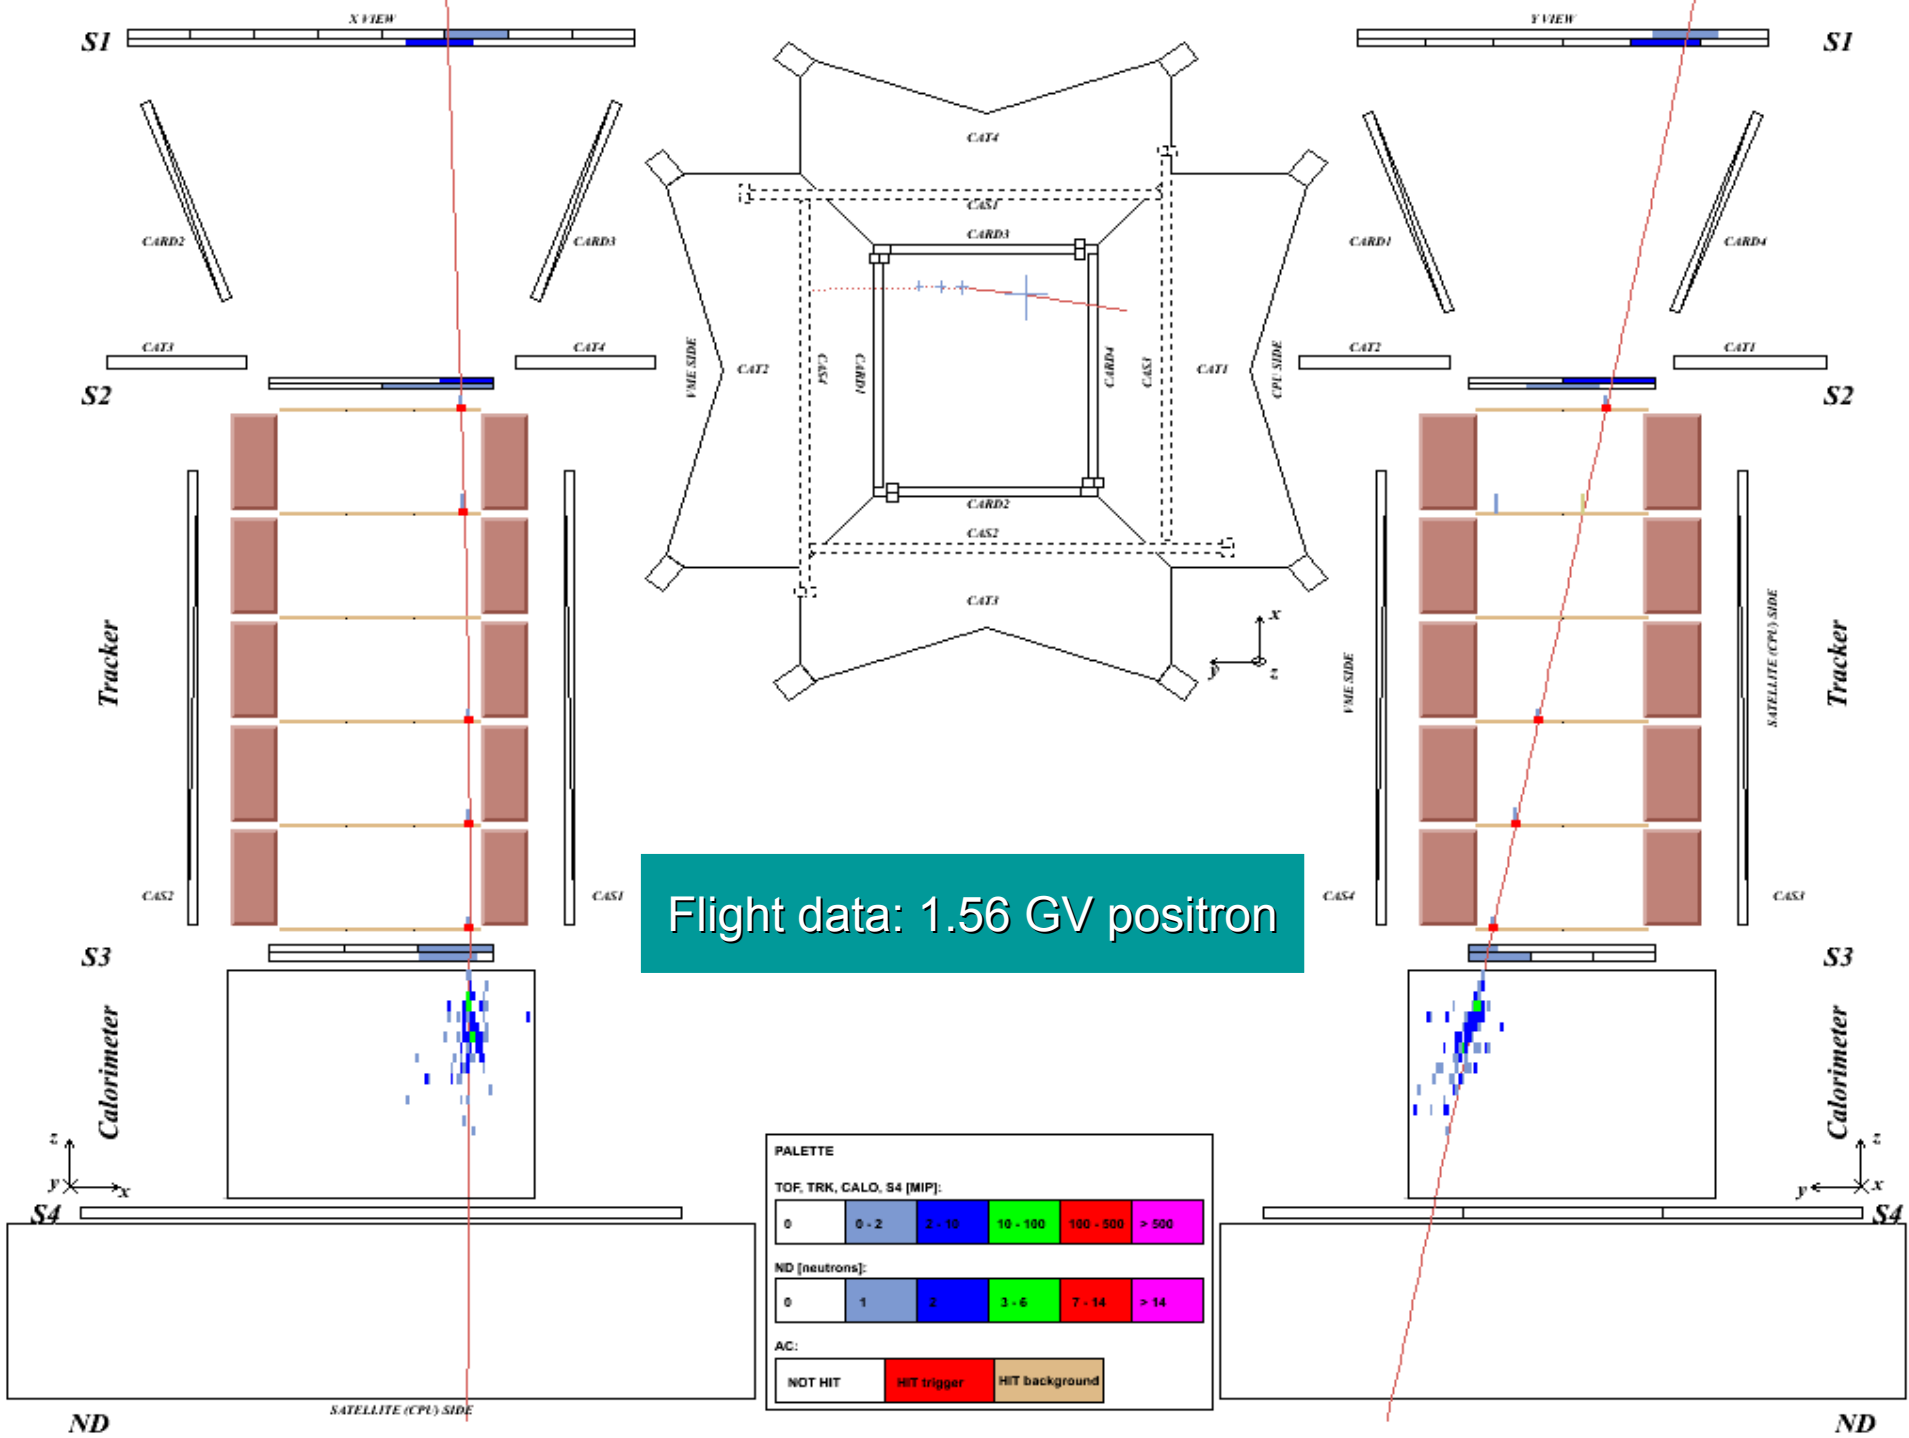 X VIEW
Y VIEW
S1
S1
CAT4
CARD2
CARD3
CAS1
CARD3
CARD1
CARD4
CAT3
CAT4
VME SIDE
CAT2
CAS4
CARD1
CARD4
CAS3
CAT1
CPU SIDE
CAT2
CAT1
S2
S2
CARD2
CAS2
CAT3
x
y
z
Tracker
VME SIDE
SATELLITE (CPU) SIDE
Tracker
CAS2
CAS1
Flight data: 1.56 GV positron
CAS4
CAS3
S3
S3
Calorimeter
Calorimeter
z
y
x
z
y
x
S4
S4
PALETTE
TOF, TRK, CALO, S4 [MIP]:
0 0 - 2 2 - 10 10 - 100 100 - 500 > 500
ND [neutrons]:
0 1 2 3 - 6 7 - 14 > 14
AC:
NOT HIT HIT trigger HIT background
SATELLITE (CPU) SIDE
ND
ND